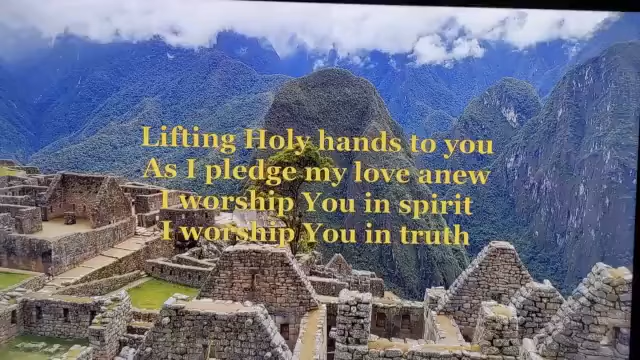 Lifting Holy hands to you
As I pledge my love anew
I worship You in spirit
I worship You in truth